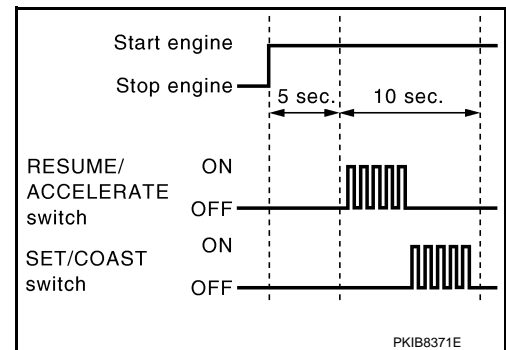 Start engine
Stop engine
5 sec. 10 sec.
RESUME/ ON
ACCELERATE
switch OFF
ON
SET/COAST
switch OFF
PKIB8371E